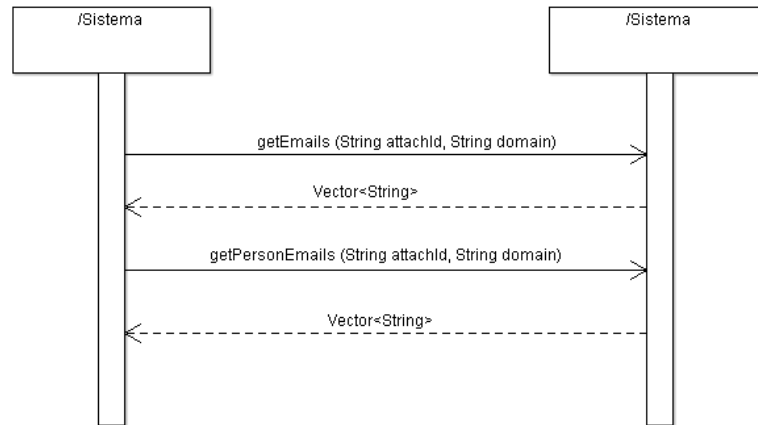 /Sistema
/Sistema
getEmails (String attachId, String domain)
Vector<String>
getPersonEmails (String attachId, String domain)
Vector<String>